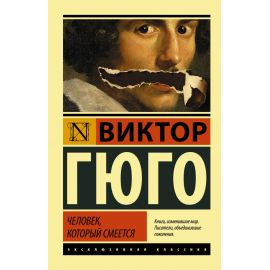 N ВИКТОР
ГЮГО
ЧЕЛОВЕК,
КОТОРЫЙ СМЕЕТСЯ
Книги, изменившие мир.
Писатели, объединившие
поколения.
ЭКСКЛЮЗИВНАЯ КЛАССИКА